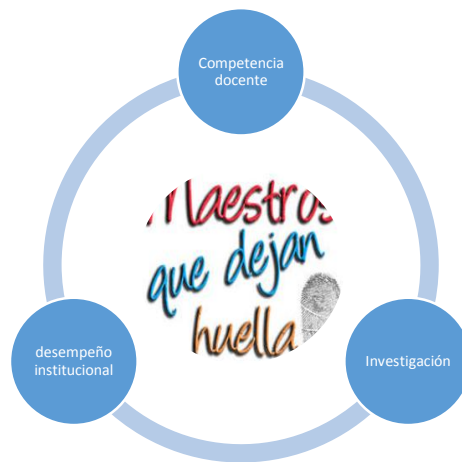 Competencia
docente
Maestros
que dejan
huella
desempeño
institucional
Investigación